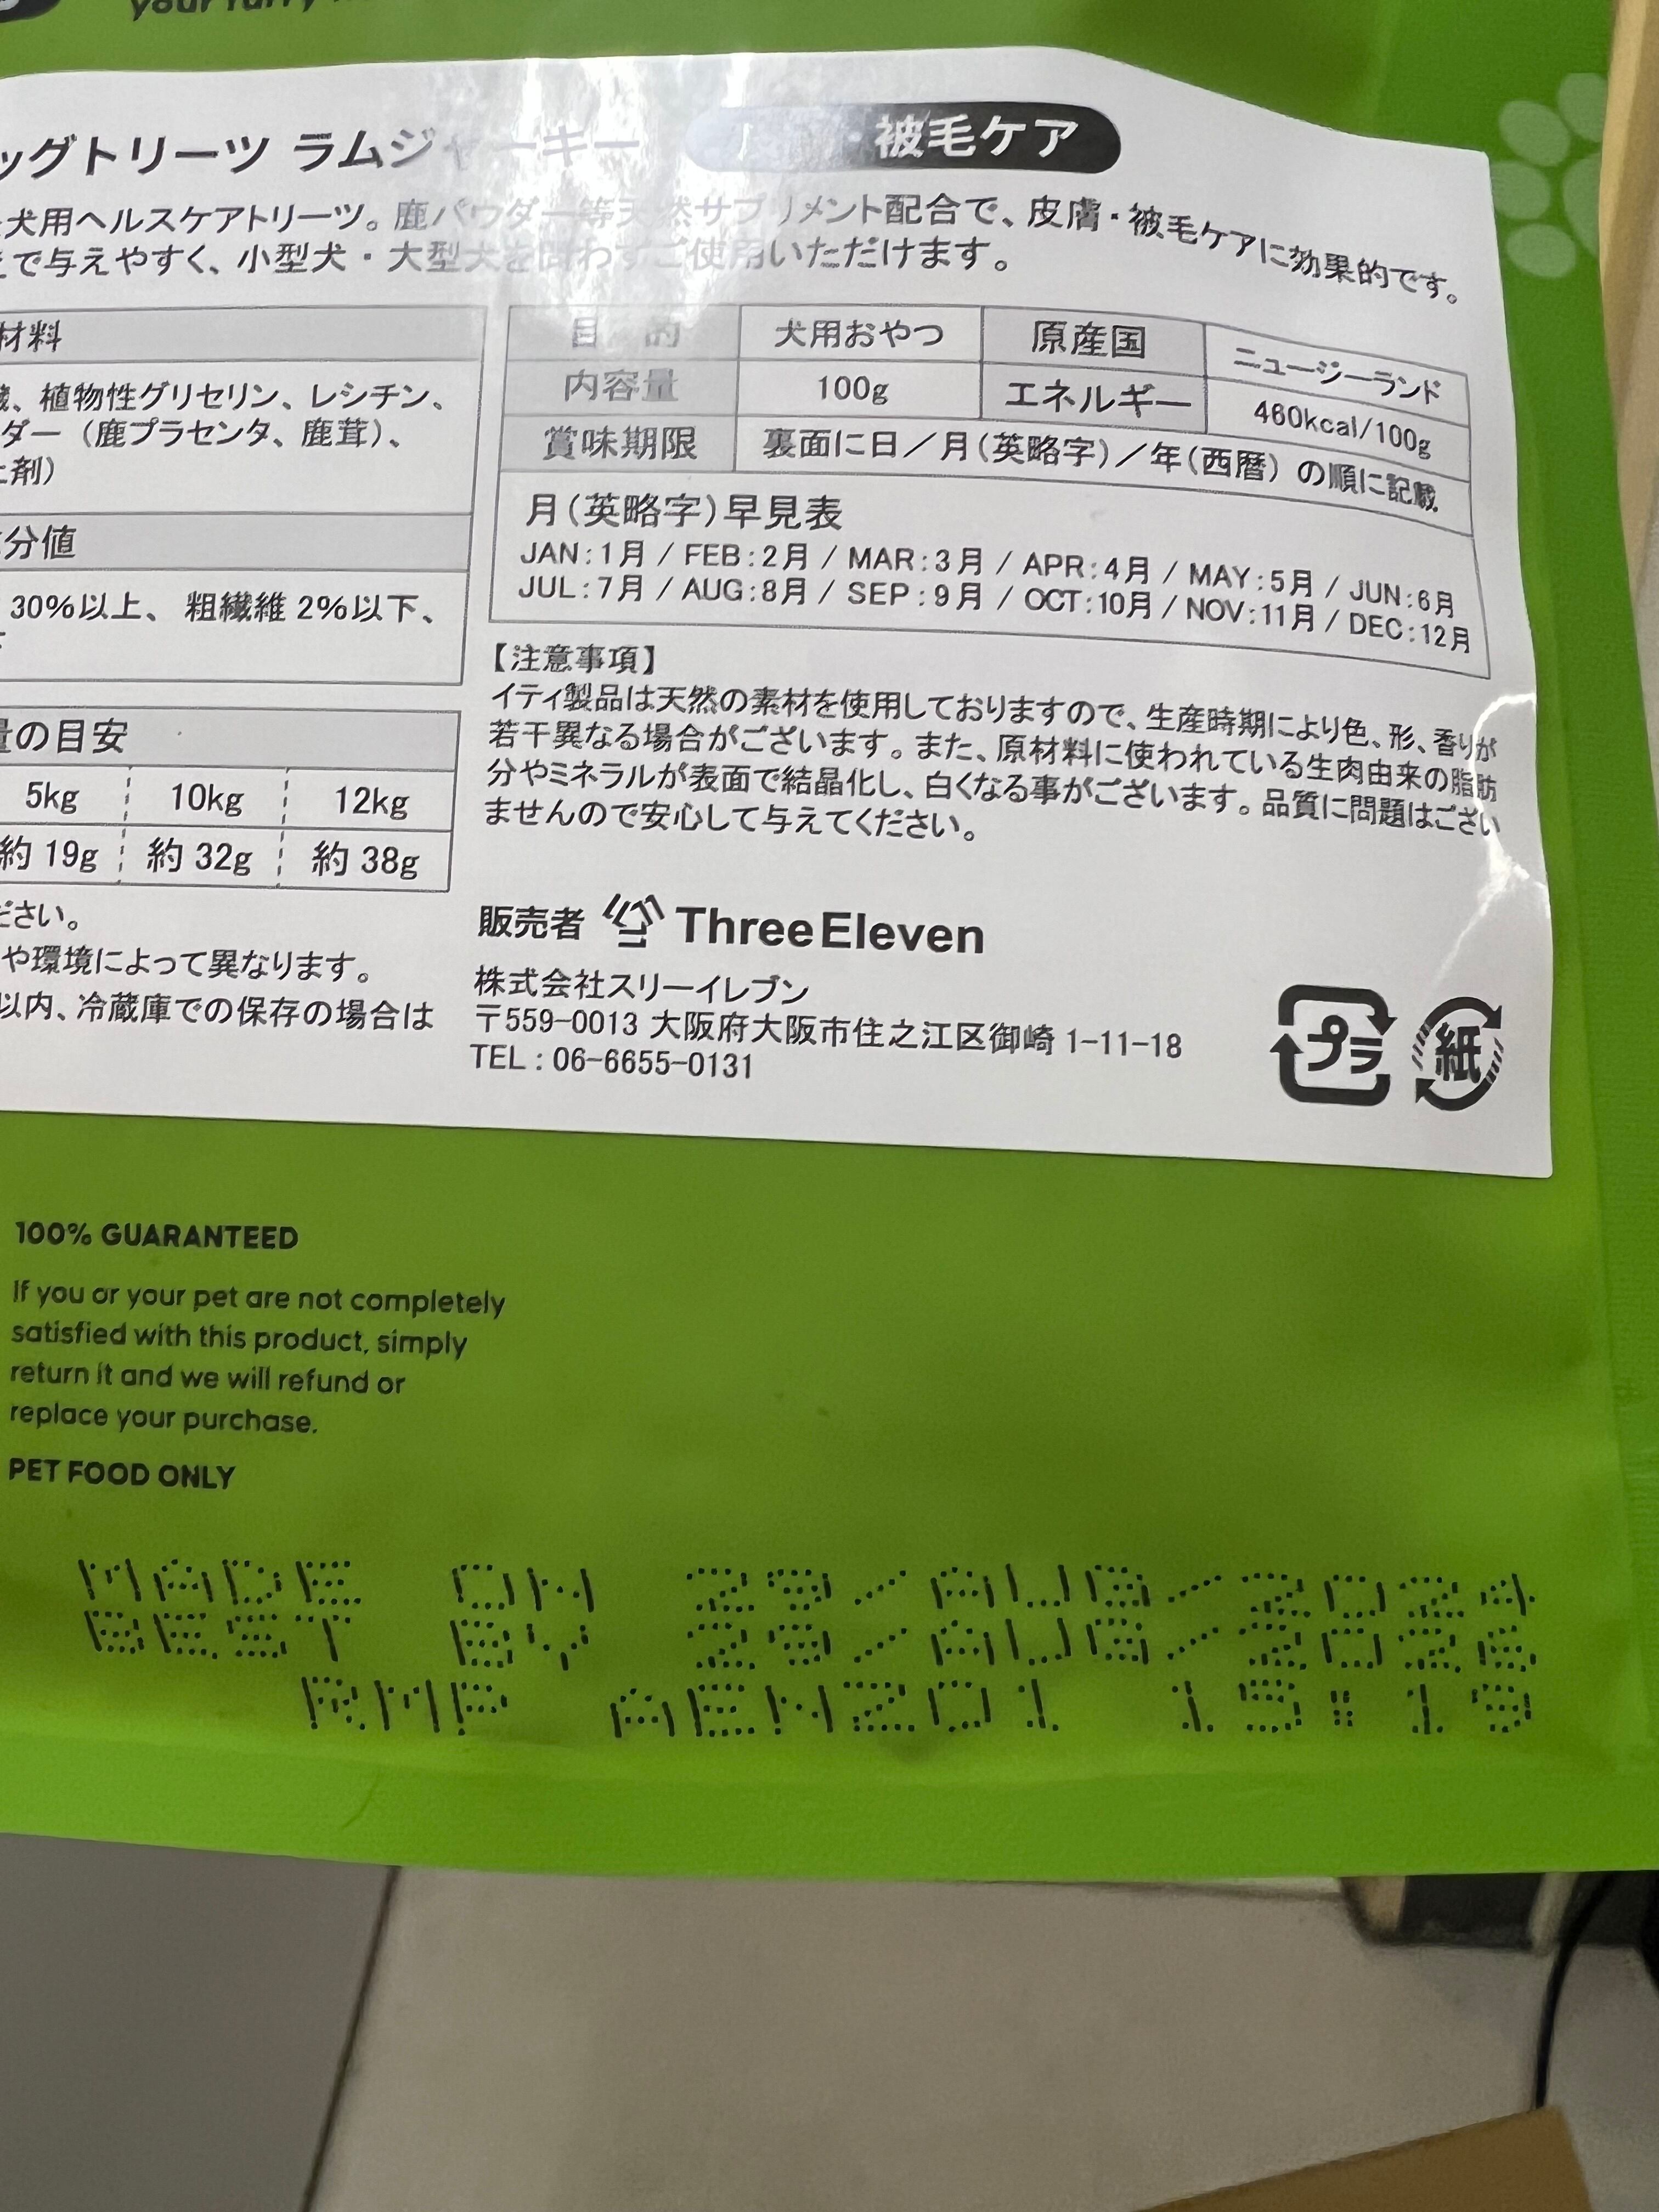 your furry
ッグトリーツ ラムジャーキー
・被毛ケア
犬用ヘルスケアトリーツ。鹿パウダー等天然サプリメント配合で、皮膚・被毛ケアに効果的です。
で与えやすく、小型犬・大型犬を問わずご使用いただけます。
材料
、植物性グリセリン、レシチン、
ダー（鹿プラセンタ、鹿茸）、
剤）
分値
30%以上、 粗繊維 2%以下、
量の目安
5kg 10kg 12kg
約 19g 約 32g 約 38g
ださい。
や環境によって異なります。
以内、冷蔵庫での保存の場合は
目的 犬用おやつ 原産国 ニュージーランド
内容量 100g エネルギー 460kcal/100g
賞味期限 裏面に日／月(英略字)／年(西暦) の順に記載
月(英略字)早見表
JAN:1月 / FEB:2月 / MAR:3月 / APR:4月 / MAY:5月 / JUN:6月
JUL:7月 / AUG:8月 / SEP:9月 / OCT:10月 / NOV:11月 / DEC:12月
【注意事項】
イティ製品は天然の素材を使用しておりますので、生産時期により色、形、香りが
若干異なる場合がございます。また、原材料に使われている生肉由来の脂肪
分やミネラルが表面で結晶化し、白くなる事がございます。品質に問題はござい
ませんので安心して与えてください。
販売者 ThreeEleven
株式会社スリーイレブン
〒559-0013 大阪府大阪市住之江区御崎 1-11-18
TEL : 06-6655-0131
プラ 紙
100% GUARANTEED
If you or your pet are not completely
satisfied with this product, simply
return it and we will refund or
replace your purchase.
PET FOOD ONLY
MADE ON 29/AUG/2024
BEST BY 29/AUG/2026
RMP AENZ01 15:19